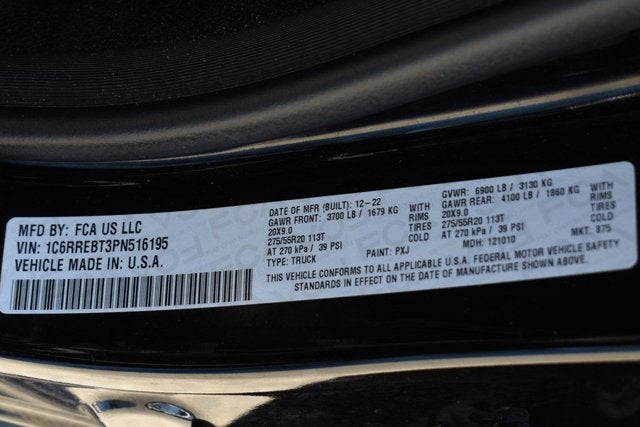 MFD BY: FCA US LLC
VIN: 1C6RREBT3PN516195
VEHICLE MADE IN: U.S.A.
DATE OF MFR (BUILT): 12-22
GAWR FRONT: 3700 LB / 1679 KG
20X9.0 RIMS
275/55R20 113T TIRES
AT 270 kPa / 39 PSI WITH
TYPE: TRUCK PAINT: PXJ
GVWR: 6900 LB / 3130 KG
GAWR REAR: 4100 LB / 1860 KG
20X9.0 RIMS
275/55R20 113T TIRES
AT 270 kPa / 39 PSI WITH
MDH: 121010 MKT: 875
THIS VEHICLE CONFORMS TO ALL APPLICABLE U.S.A. FEDERAL MOTOR VEHICLE SAFETY
STANDARDS IN EFFECT ON THE DATE OF MANUFACTURE SHOWN ABOVE.